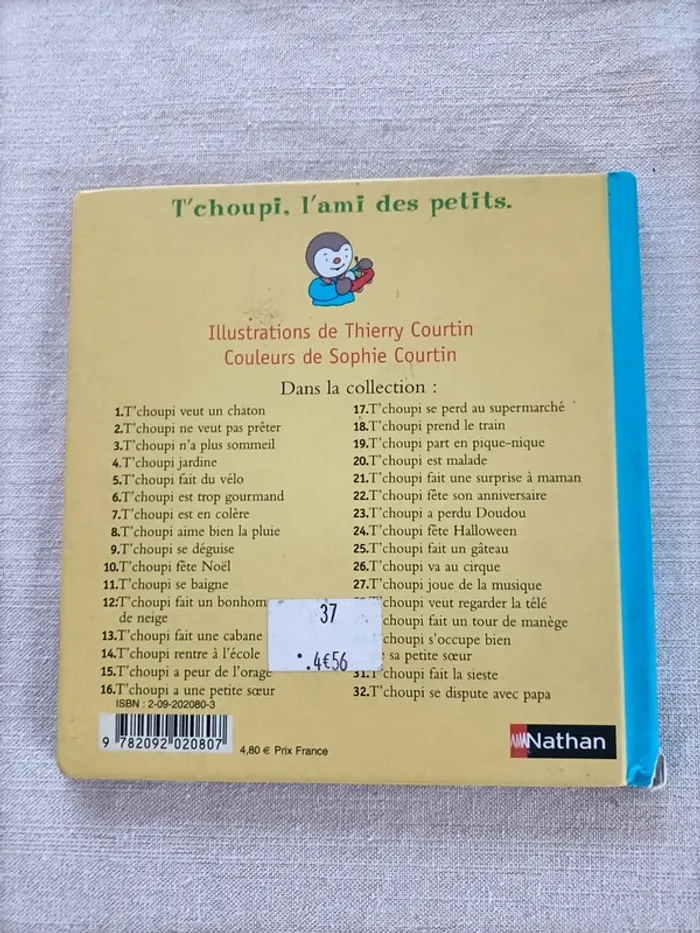 T'choupi, l'ami des petits.
Illustrations de Thierry Courtin
Couleurs de Sophie Courtin
Dans la collection :
1.T'choupi veut un chaton
2.T'choupi ne veut pas prêter
3.T'choupi n'a plus sommeil
4.T'choupi jardine
5.T'choupi fait du vélo
6.T'choupi est trop gourmand
7.T'choupi est en colère
8.T'choupi aime bien la pluie
9.T'choupi se déguise
10.T'choupi fête Noël
11.T'choupi se baigne
12.T'choupi fait un bonhom
de neige
13.T'choupi fait une cabane
14.T'choupi rentre à l'école
15.T'choupi a peur de l'orage
16.T'choupi a une petite sœur
17.T'choupi se perd au supermarché
18.T'choupi prend le train
19.T'choupi part en pique-nique
20.T'choupi est malade
21.T'choupi fait une surprise à maman
22.T'choupi fête son anniversaire
23.T'choupi a perdu Doudou
24.T'choupi fête Halloween
25.T'choupi fait un gâteau
26.T'choupi va au cirque
27.T'choupi joue de la musique
T'choupi veut regarder la télé
T'choupi fait un tour de manège
T'choupi s'occupe bien
sa petite sœur
31.T'choupi fait la sieste
32.T'choupi se dispute avec papa
37
4€56
ISBN : 2-09-202080-3
9 782092 020807
4,80 € Prix France
Nathan